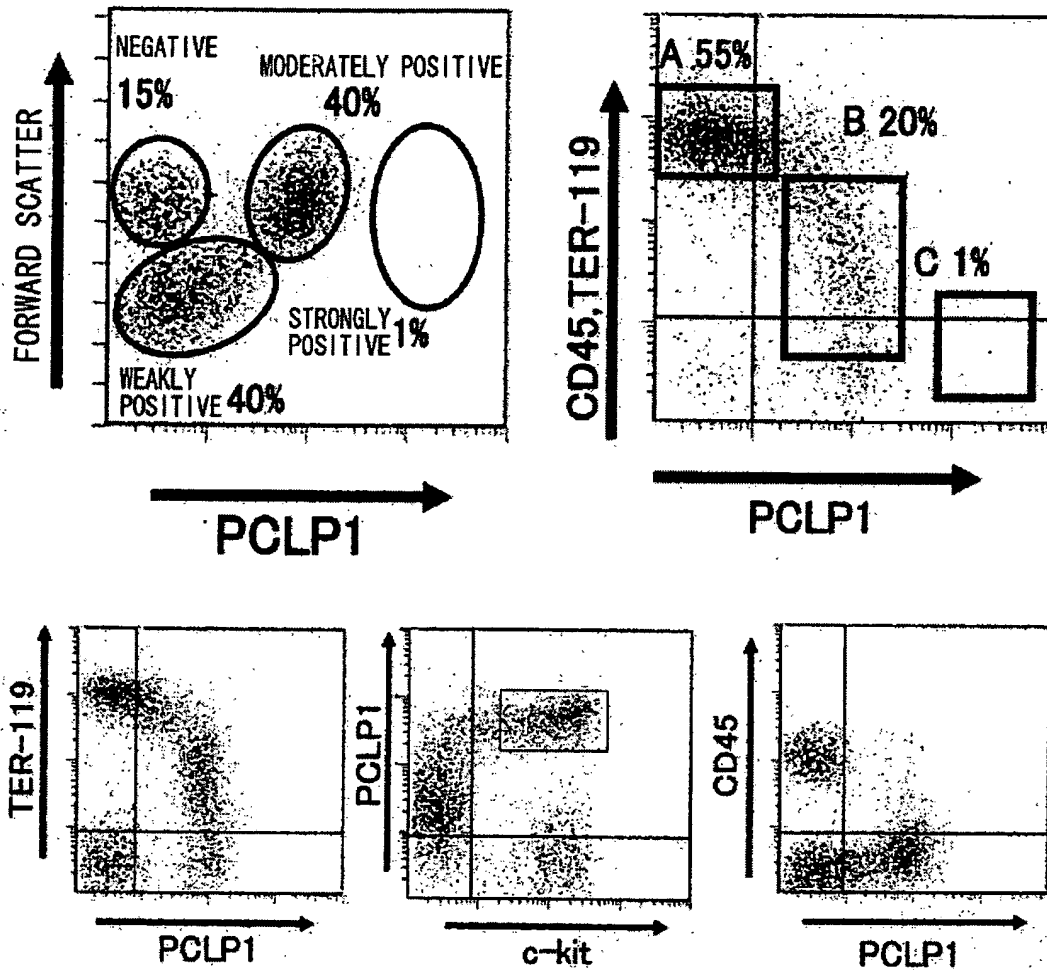 NEGATIVE
15%
MODERATELY POSITIVE
40%
STRONGLY
POSITIVE 1%
WEAKLY
POSITIVE 40%
FORWARD SCATTER
PCLP1
A 55%
B 20%
C 1%
CD45, TER-119
PCLP1
TER-119
PCLP1
PCLP1
c-kit
CD45
PCLP1